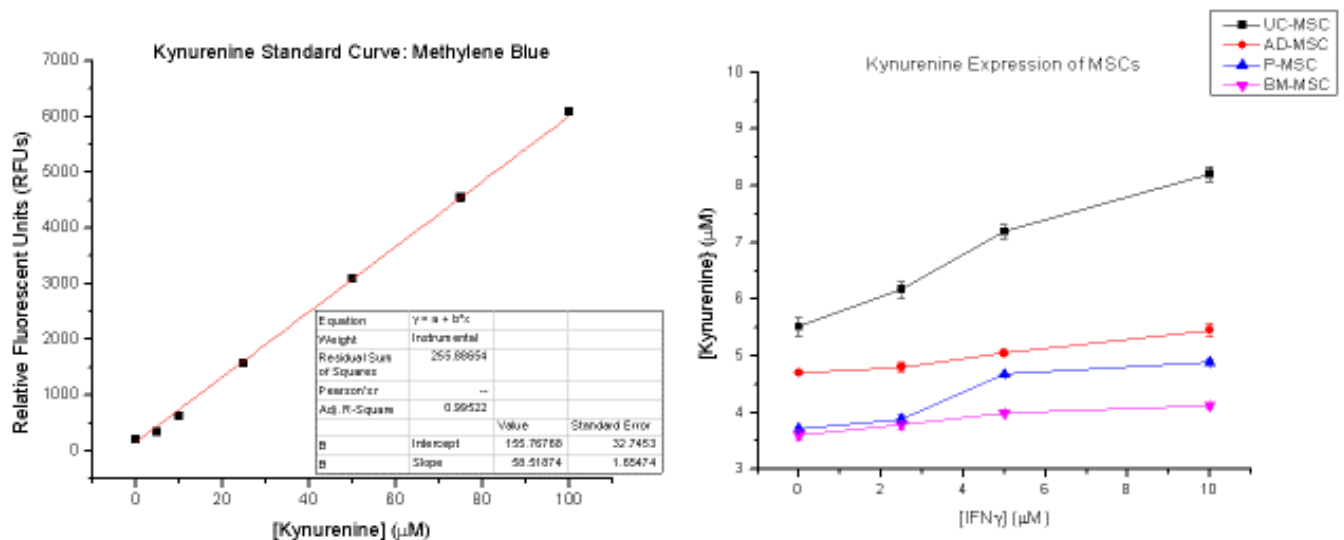 Kynurenine Standard Curve: Methylene Blue
Relative Fluorescent Units (RFUs)
7000
6000
5000
4000
3000
2000
1000
0
0 20 40 60 80 100
[Kynurenine] (μM)
Equation y = a + b*x
Weight Instrumental
Residual Sum of Squares 255.88654
Pearson's r --
Adj. R-Square 0.99522
Value Standard Error
B Intercept 155.76768 32.7453
B Slope 58.51874 1.65474
UC-MSC
AD-MSC
P-MSC
BM-MSC
Kynurenine Expression of MSCs
[Kynurenine} (μM)
10
9
8
7
6
5
4
3
0 2 4 6 8 10
[IFNγ] (μM)